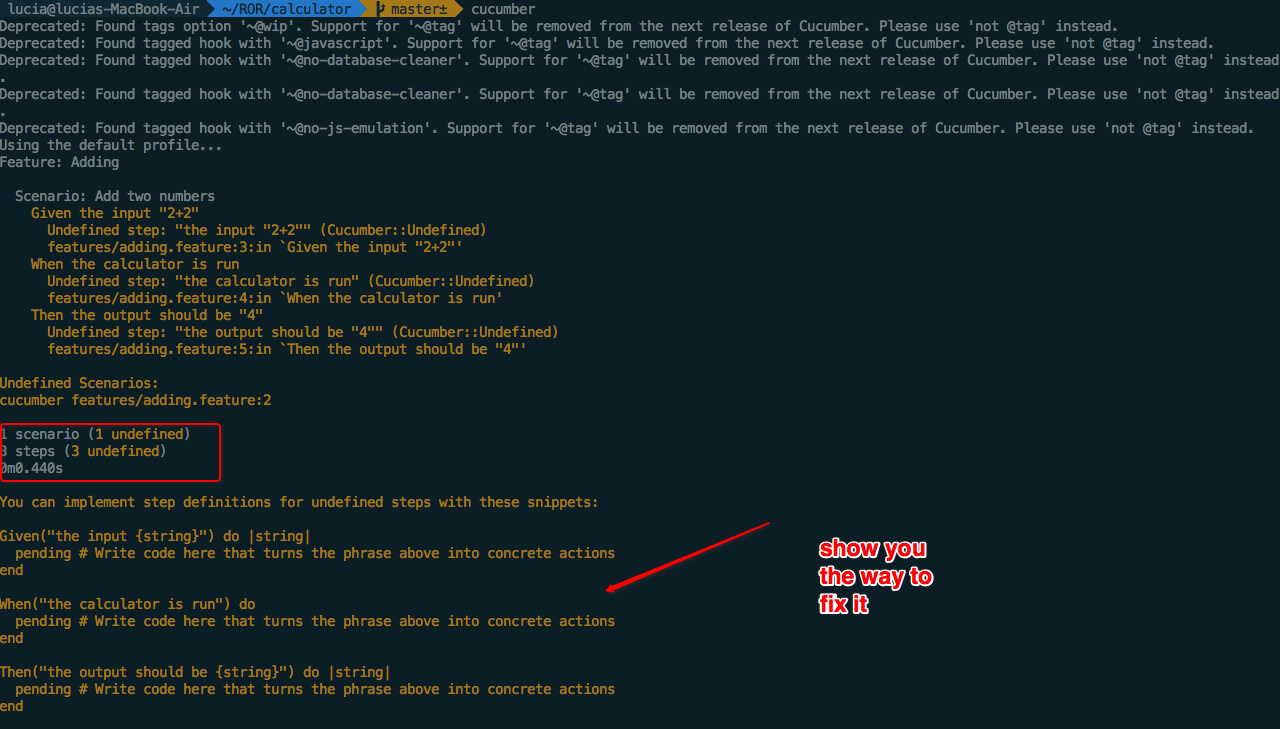 lucia@lucias-MacBook-Air ~/ROR/calculator master± cucumber
Deprecated: Found tags option '~@wip'. Support for '~@tag' will be removed from the next release of Cucumber. Please use 'not @tag' instead.
Deprecated: Found tagged hook with '~@javascript'. Support for '~@tag' will be removed from the next release of Cucumber. Please use 'not @tag' instead.
Deprecated: Found tagged hook with '~@no-database-cleaner'. Support for '~@tag' will be removed from the next release of Cucumber. Please use 'not @tag' instead
.
Deprecated: Found tagged hook with '~@no-database-cleaner'. Support for '~@tag' will be removed from the next release of Cucumber. Please use 'not @tag' instead
.
Deprecated: Found tagged hook with '~@no-js-emulation'. Support for '~@tag' will be removed from the next release of Cucumber. Please use 'not @tag' instead.
Using the default profile...
Feature: Adding
Scenario: Add two numbers
Given the input "2+2"
Undefined step: "the input "2+2"" (Cucumber::Undefined)
features/adding.feature:3:in `Given the input "2+2"'
When the calculator is run
Undefined step: "the calculator is run" (Cucumber::Undefined)
features/adding.feature:4:in `When the calculator is run'
Then the output should be "4"
Undefined step: "the output should be "4"" (Cucumber::Undefined)
features/adding.feature:5:in `Then the output should be "4"'
Undefined Scenarios:
cucumber features/adding.feature:2
1 scenario (1 undefined)
3 steps (3 undefined)
0m0.440s
You can implement step definitions for undefined steps with these snippets:
Given("the input {string}") do |string|
pending # Write code here that turns the phrase above into concrete actions
end
When("the calculator is run") do
pending # Write code here that turns the phrase above into concrete actions
end
Then("the output should be {string}") do |string|
pending # Write code here that turns the phrase above into concrete actions
end
show you
the way to
fix it